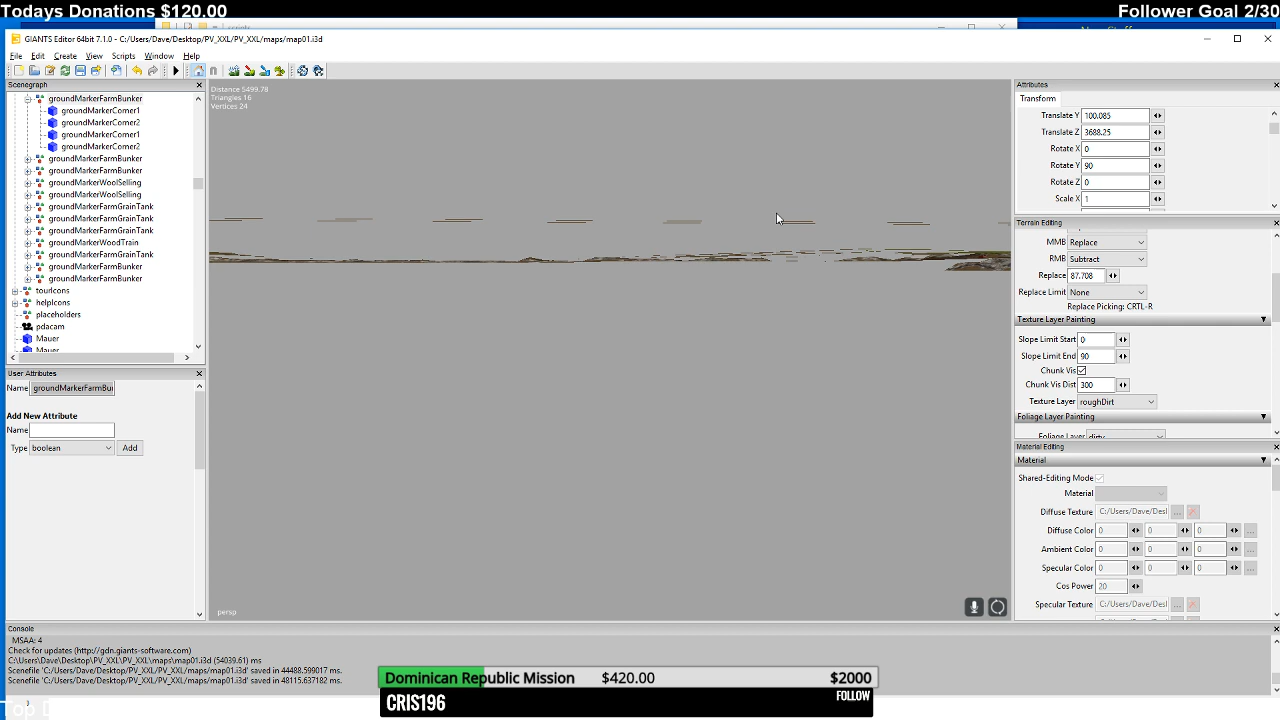 Todays Donations $120.00
Follower Goal 2/30
GIANTS Editor 64bit 7.1.0 - C:/Users/Dave/Desktop/PV_XXL/PV_XXL/maps/map01.i3d
File Edit Create View Scripts Window Help
Scenegraph
groundMarkerFarmBunker
groundMarkerCorner1
groundMarkerCorner2
groundMarkerCorner1
groundMarkerCorner2
groundMarkerFarmBunker
groundMarkerFarmBunker
groundMarkerWoolSelling
groundMarkerWoolSelling
groundMarkerFarmGrainTank
groundMarkerFarmGrainTank
groundMarkerFarmGrainTank
groundMarkerWoodTrain
groundMarkerFarmGrainTank
groundMarkerFarmBunker
groundMarkerFarmBunker
tourIcons
helpIcons
placeholders
pdacam
Mauer
Mauer
User Attributes
Name groundMarkerFarmBu
Add New Attribute
Name
Type boolean Add
Distance 5499.78
Triangles 16
Vertices 24
persp
Attributes
Transform
Translate Y 100.085
Translate Z 3688.25
Rotate X 0
Rotate Y 90
Rotate Z 0
Scale X 1
Terrain Editing
MMB Replace
RMB Subtract
Replace 87.708
Replace Limit None
Replace Picking: CRTL-R
Texture Layer Painting
Slope Limit Start 0
Slope Limit End 90
Chunk Vis
Chunk Vis Dist 300
Texture Layer roughDirt
Foliage Layer Painting
Foliage Layer dirty
Material Editing
Material
Shared-Editing Mode
Material
Diffuse Texture C:/Users/Dave/Desl ...
Diffuse Color 0 0 0 ...
Ambient Color 0 0 0 ...
Specular Color 0 0 0 ...
Cos Power 20
Specular Texture C:/Users/Dave/Desl ...
Console
MSAA: 4
Check for updates (http://gdn.giants-software.com)
C:\Users\Dave\Desktop\PV_XXL\PV_XXL\maps\map01.i3d (54039.61) ms
Scenefile 'C:/Users/Dave/Desktop/PV_XXL/PV_XXL/maps/map01.i3d' saved in 44488.599017 ms.
Scenefile 'C:/Users/Dave/Desktop/PV_XXL/PV_XXL/maps/map01.i3d' saved in 48115.637182 ms.
Dominican Republic Mission $420.00 $2000
CRIS196 FOLLOW
Top